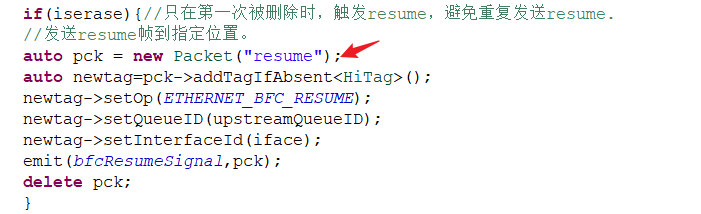 if(iserase){//只在第一次被删除时，触发resume，避免重复发送resume.
//发送resume帧到指定位置。
auto pck = new Packet("resume");
auto newtag=pck->addTagIfAbsent<HiTag>();
newtag->setOp(ETHERNET_BFC_RESUME);
newtag->setQueueID(upstreamQueueID);
newtag->setInterfaceId(iface);
emit(bfcResumeSignal,pck);
delete pck;
}